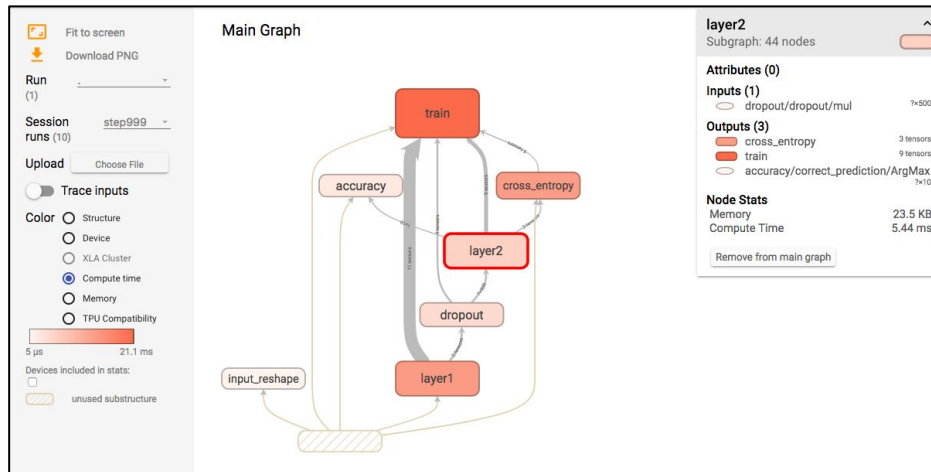 Fit to screen
Download PNG
Run
(1)
.
Session
runs (10)
step999
Upload
Choose File
Trace inputs
Color
Structure
Device
XLA Cluster
Compute time
Memory
TPU Compatibility
5 µs
21.1 ms
Devices included in stats:
unused substructure
Main Graph
train
accuracy
cross_entropy
layer2
dropout
layer1
input_reshape
11 tensors
layer2
Subgraph: 44 nodes
Attributes (0)
Inputs (1)
dropout/dropout/mul
?×500
Outputs (3)
cross_entropy
3 tensors
train
9 tensors
accuracy/correct_prediction/ArgMax
?×10
Node Stats
Memory
23.5 KB
Compute Time
5.44 ms
Remove from main graph